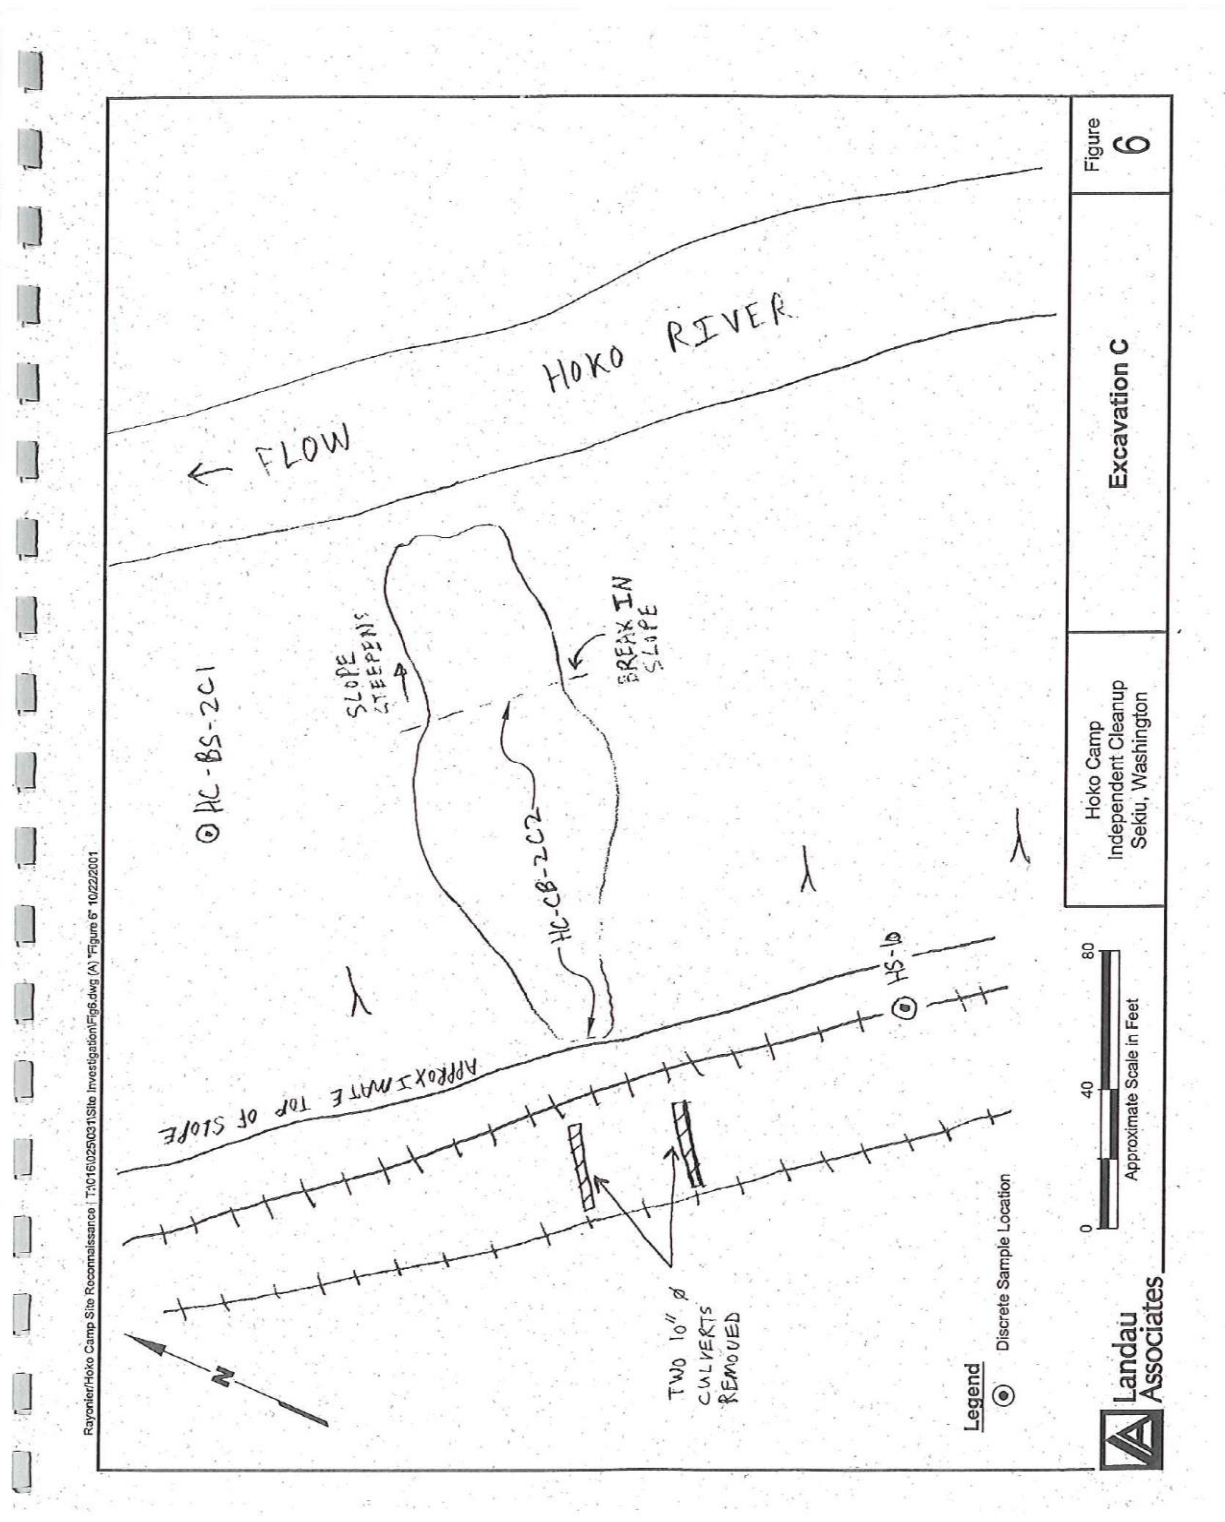 Rayonier/Hoko Camp Site Reconnaissance | T:\016\025\031\Site Investigation\Fig6.dwg (A) "Figure 6" 10/22/2001
N
APPROXIMATE TOP OF SLOPE
HC-BS-2C1
SLOPE
STEEPENS
FLOW
HOKO RIVER
HC-CB-2C2
BREAK IN
SLOPE
HS-10
TWO 10" Ø
CULVERTS
REMOVED
Legend
Discrete Sample Location
0 40 80
Approximate Scale in Feet
Landau
Associates
Hoko Camp
Independent Cleanup
Sekiu, Washington
Excavation C
Figure
6